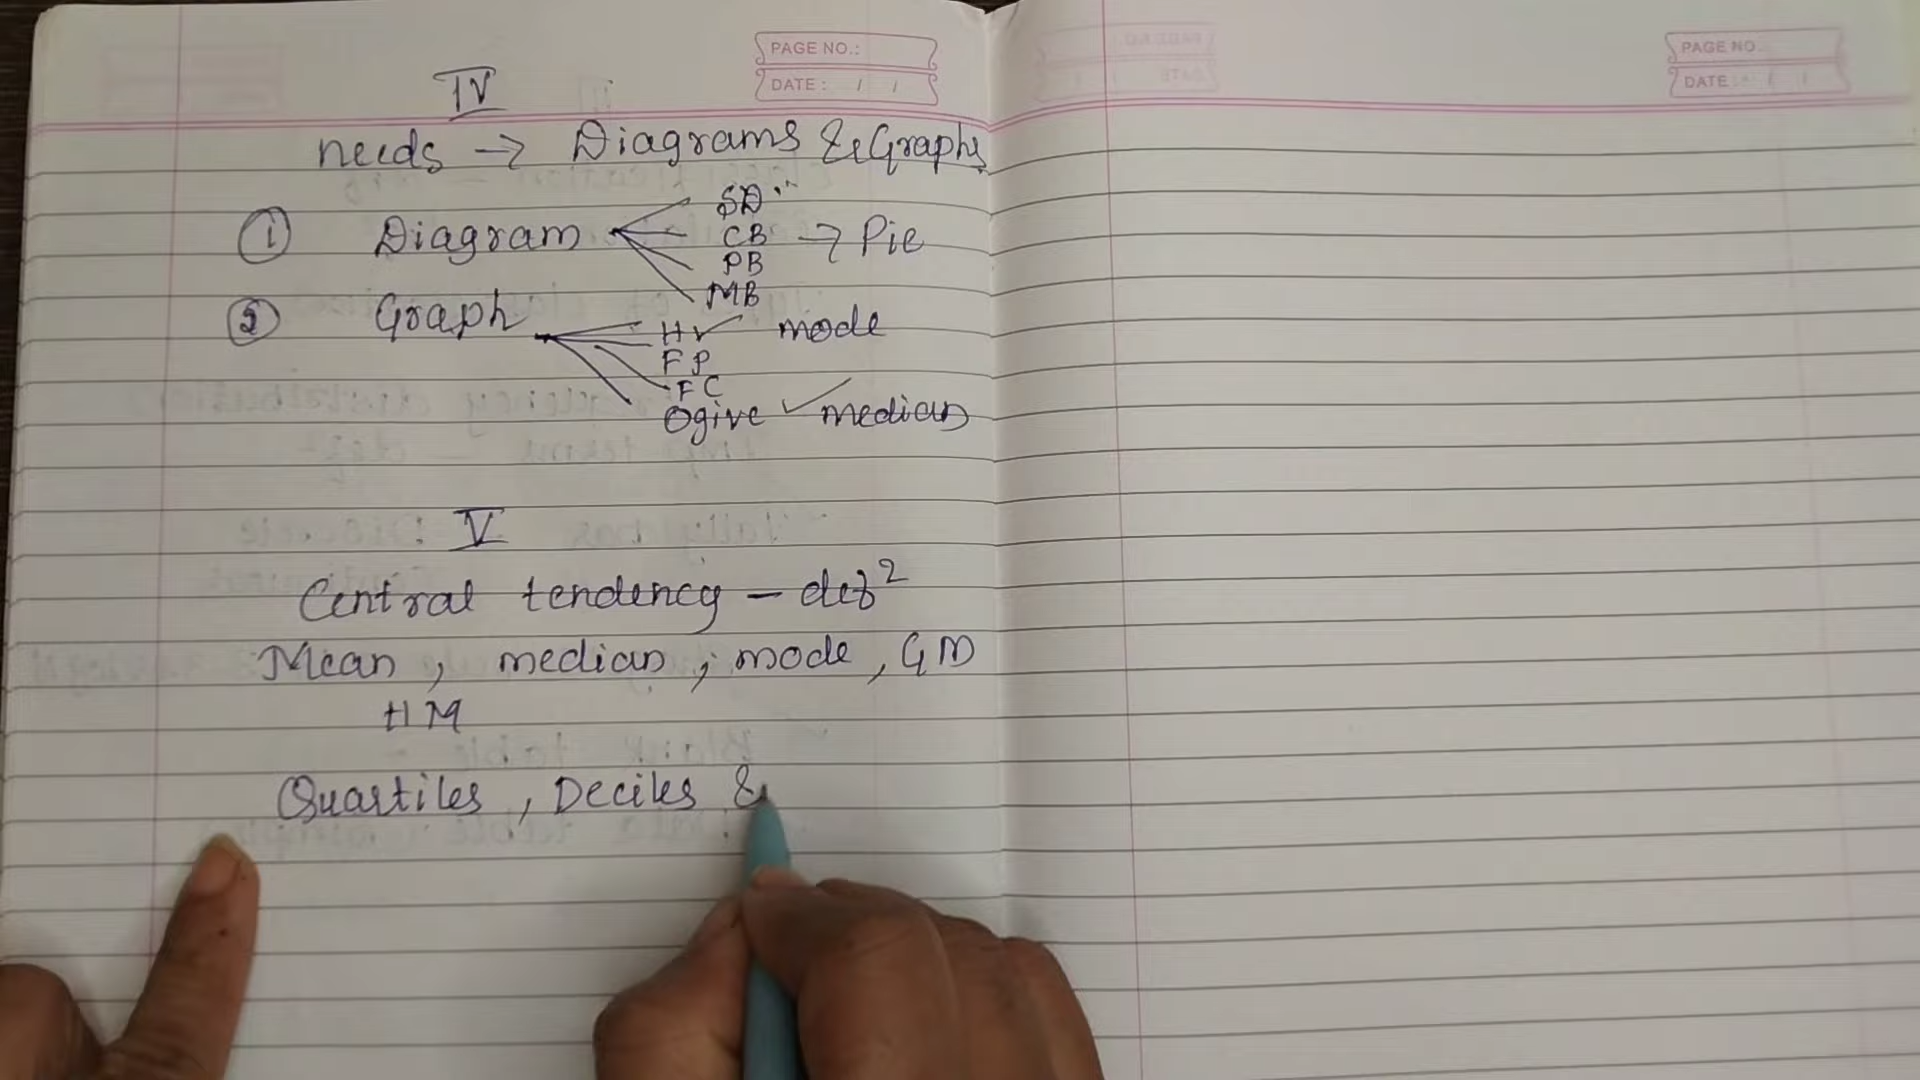 PAGE NO.:
DATE: / /
PAGE NO.
DATE: / /
IV
needs → Diagrams & Graphs
① Diagram
SD
CB → Pie
PB
MB
② Graph
H ✓ mode
FP
FC
Ogive ✓ median
V
Central tendency – def²
Mean, median, mode, GM
HM
Quartiles, Deciles &